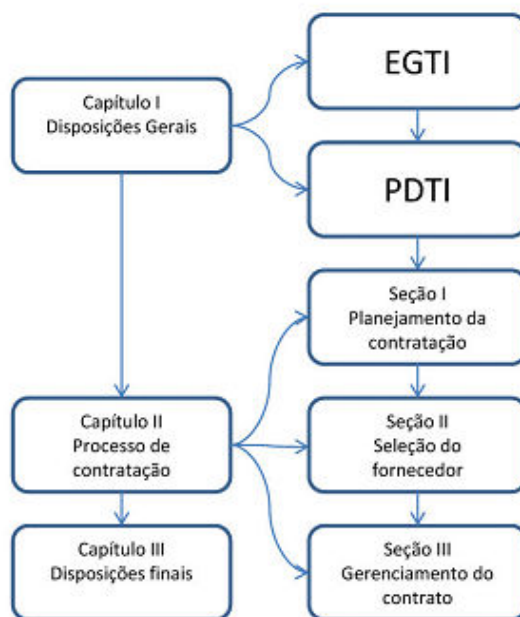 EGTI
Capítulo I
Disposições Gerais
PDTI
Seção I
Planejamento da
contratação
Capítulo II
Processo de
contratação
Seção II
Seleção do
fornecedor
Capítulo III
Disposições finais
Seção III
Gerenciamento do
contrato